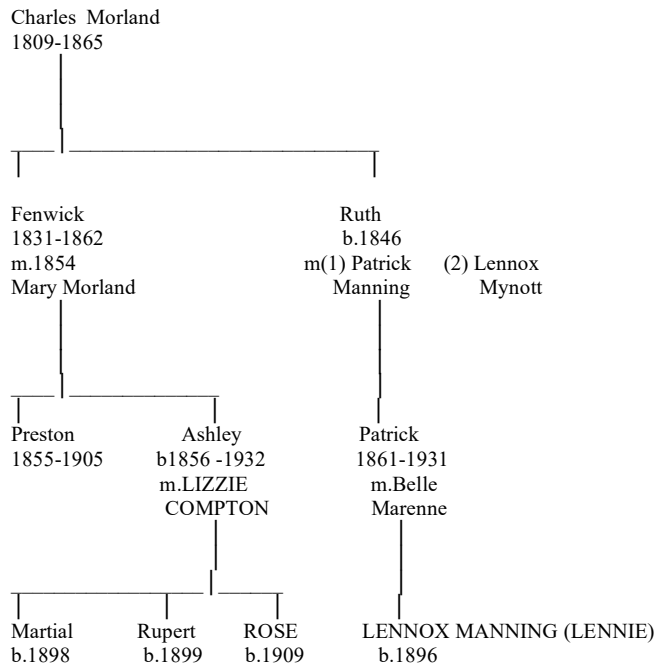 Charles Morland
1809-1865
Fenwick Ruth
1831-1862 b.1846
m.1854 m(1) Patrick (2) Lennox
Mary Morland Manning Mynott
Preston Ashley Patrick
1855-1905 b1856 -1932 1861-1931
m.LIZZIE m.Belle
COMPTON Marenne
Martial Rupert ROSE LENNOX MANNING (LENNIE)
b.1898 b.1899 b.1909 b.1896